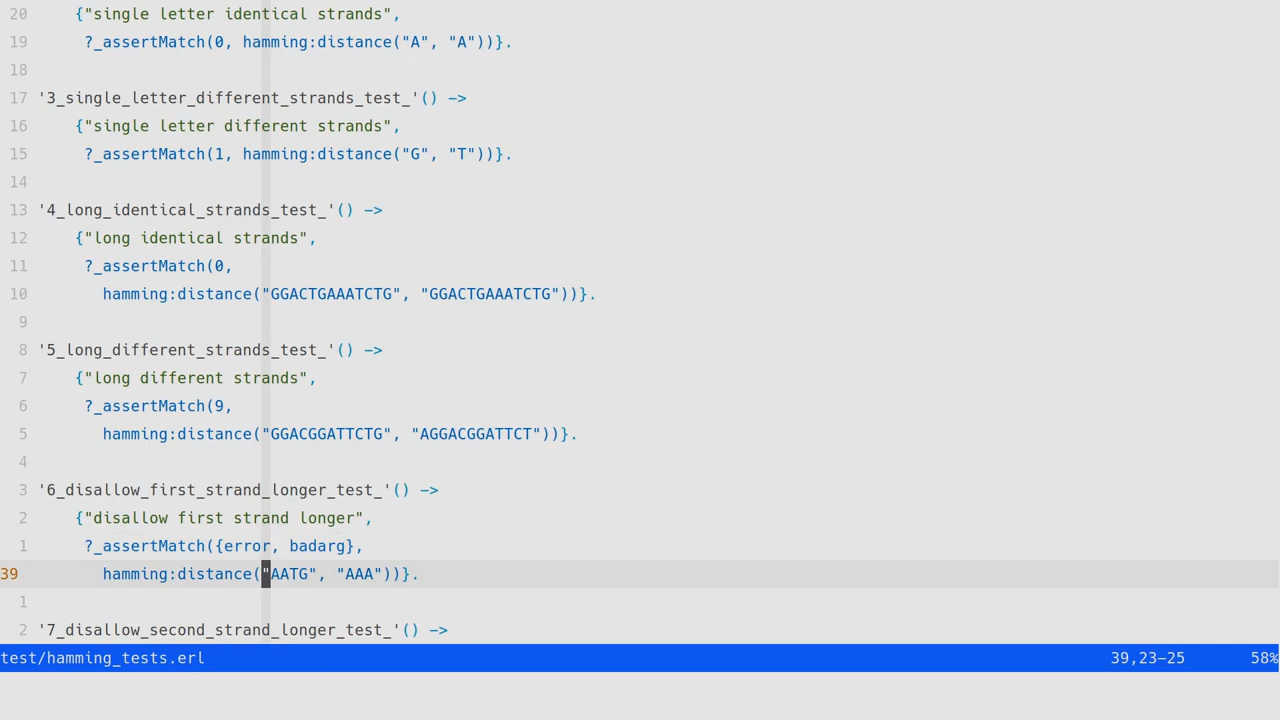 20     {"single letter identical strands",
19      ?_assertMatch(0, hamming:distance("A", "A"))}.
18
17 '3_single_letter_different_strands_test_'() ->
16     {"single letter different strands",
15      ?_assertMatch(1, hamming:distance("G", "T"))}.
14
13 '4_long_identical_strands_test_'() ->
12     {"long identical strands",
11      ?_assertMatch(0,
10        hamming:distance("GGACTGAAATCTG", "GGACTGAAATCTG"))}.
9
8 '5_long_different_strands_test_'() ->
7     {"long different strands",
6      ?_assertMatch(9,
5        hamming:distance("GGACGGATTCTG", "AGGACGGATTCT"))}.
4
3 '6_disallow_first_strand_longer_test_'() ->
2     {"disallow first strand longer",
1      ?_assertMatch({error, badarg},
39        hamming:distance("AATG", "AAA"))}.
1
2 '7_disallow_second_strand_longer_test_'() ->
test/hamming_tests.erl 39,23-25 58%